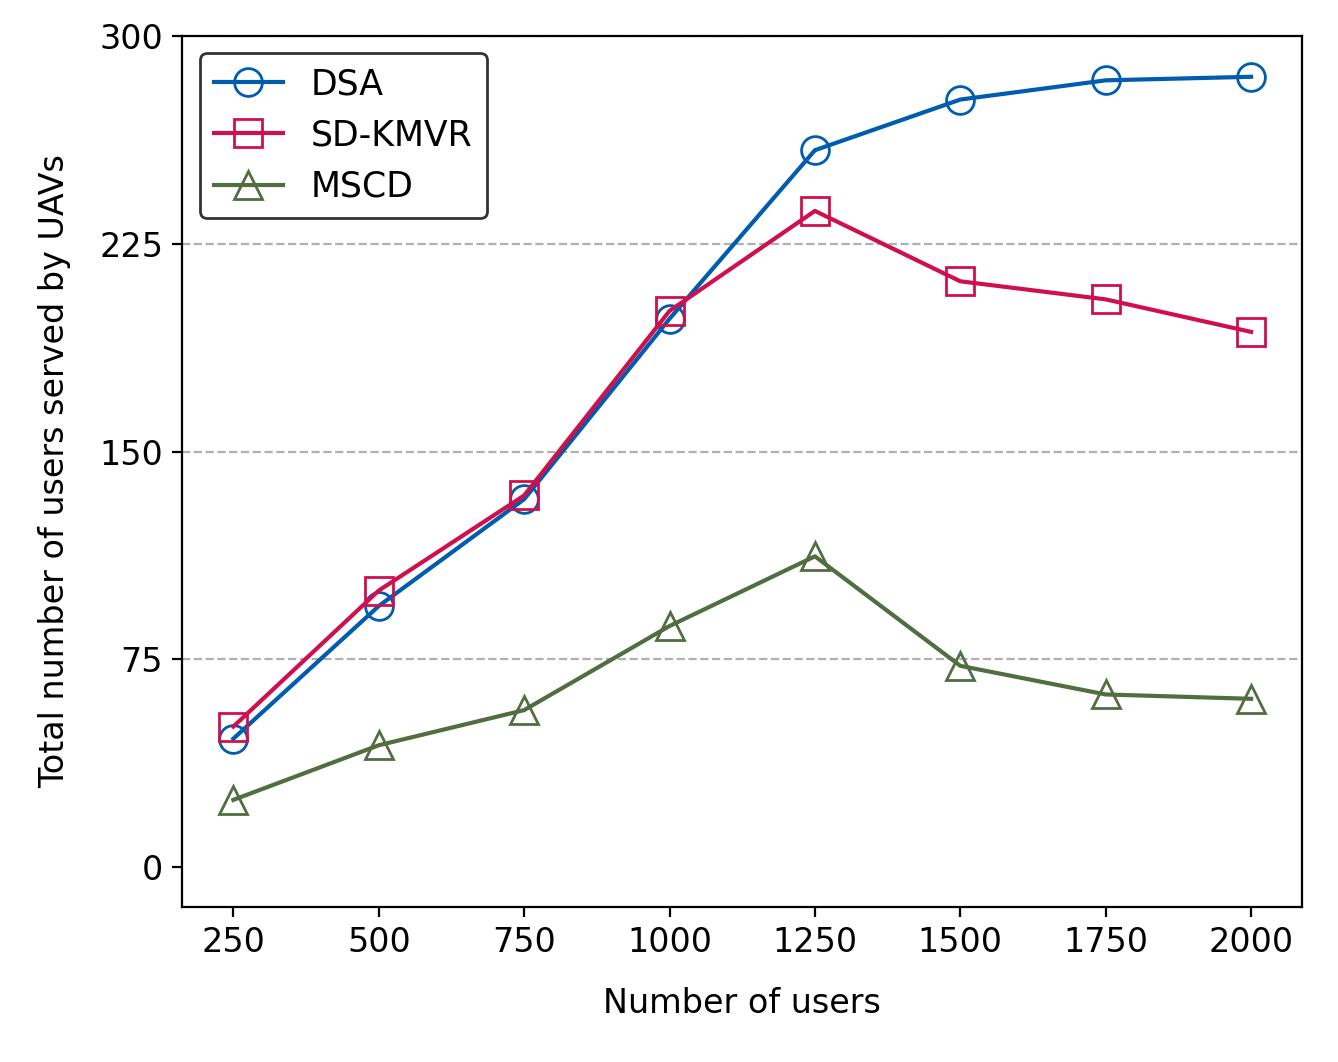 300
225
150
75
0
Total number of users served by UAVs
DSA
SD-KMVR
MSCD
250 500 750 1000 1250 1500 1750 2000
Number of users